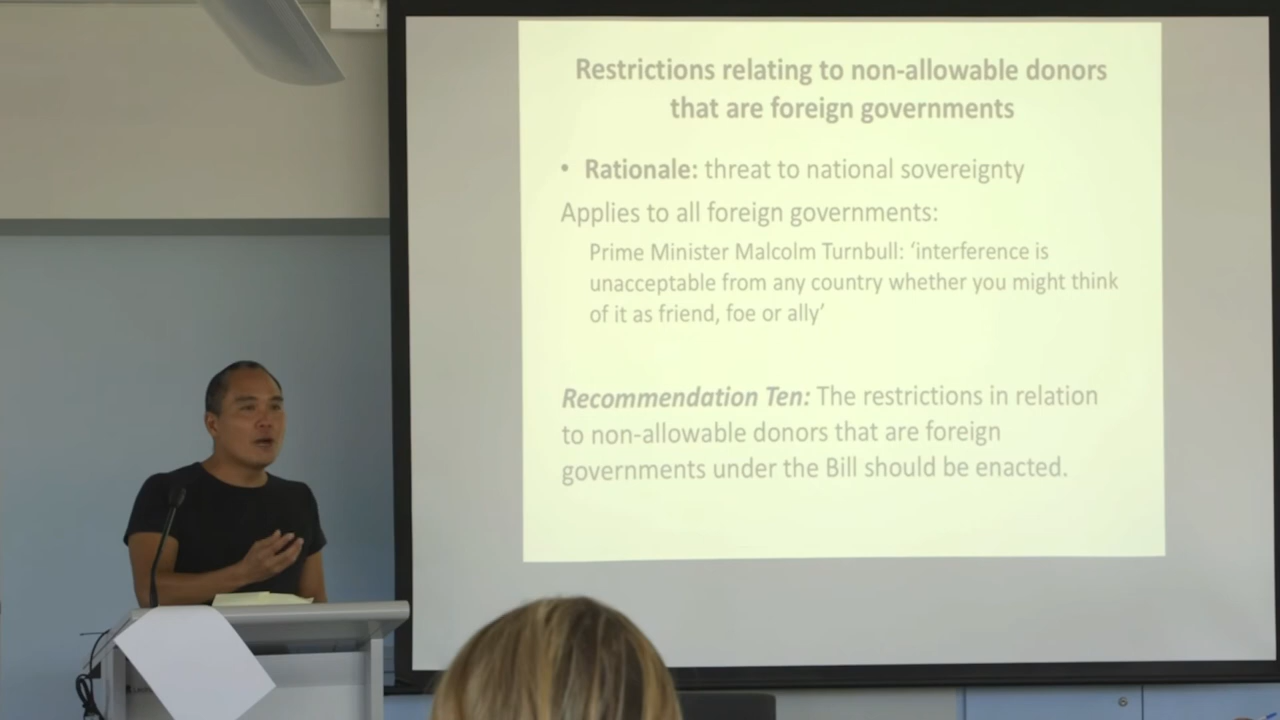 Restrictions relating to non-allowable donors
that are foreign governments
• Rationale: threat to national sovereignty
Applies to all foreign governments:
Prime Minister Malcolm Turnbull: ‘interference is
unacceptable from any country whether you might think
of it as friend, foe or ally’
Recommendation Ten: The restrictions in relation
to non-allowable donors that are foreign
governments under the Bill should be enacted.